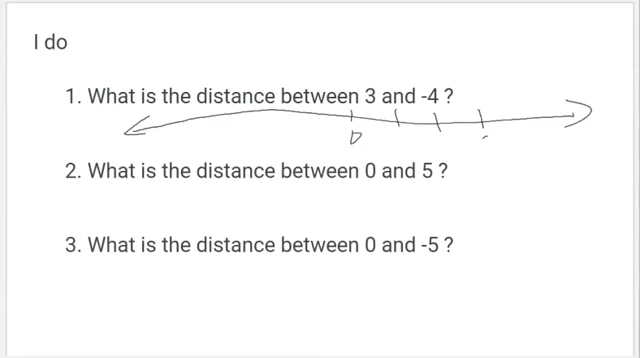 I do
1. What is the distance between 3 and -4 ?
0
2. What is the distance between 0 and 5 ?
3. What is the distance between 0 and -5 ?